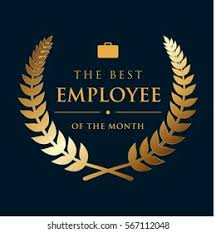 THE BEST
EMPLOYEE
OF THE MONTH
shutterstock.com • 567112048